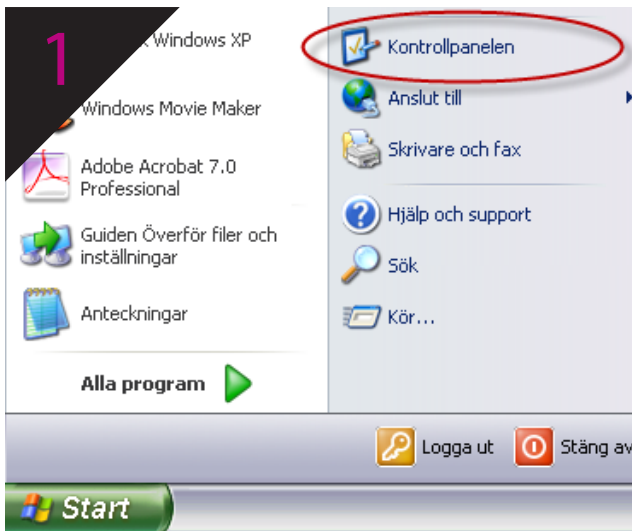 1
Windows XP
Windows Movie Maker
Adobe Acrobat 7.0
Professional
Guiden Överför filer och
inställningar
Anteckningar
Alla program
Kontrollpanelen
Anslut till
Skrivare och fax
Hjälp och support
Sök
Kör...
Logga ut
Stäng av
Start